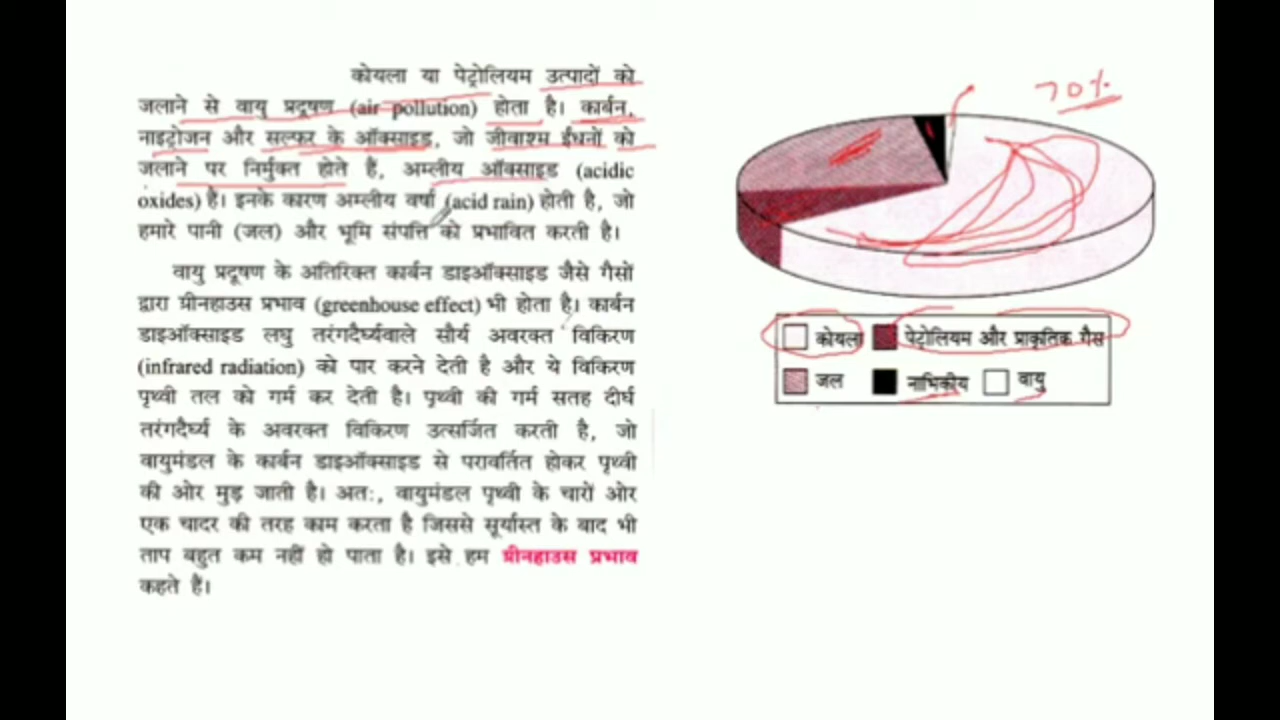 कोयला या पेट्रोलियम उत्पादों को
जलाने से वायु प्रदूषण (air pollution) होता है। कार्बन,
नाइट्रोजन और सल्फर के ऑक्साइड, जो जीवाश्म ईंधनों को
जलाने पर निर्मुक्त होते हैं, अम्लीय ऑक्साइड (acidic
oxides) है। इनके कारण अम्लीय वर्षा (acid rain) होती है, जो
हमारे पानी (जल) और भूमि संपत्ति को प्रभावित करती है।
वायु प्रदूषण के अतिरिक्त कार्बन डाइऑक्साइड जैसे गैसों
द्वारा ग्रीनहाउस प्रभाव (greenhouse effect) भी होता है। कार्बन
डाइऑक्साइड लघु तरंगदैर्घ्यवाले सौर्य अवरक्त विकिरण
(infrared radiation) को पार करने देती है और ये विकिरण
पृथ्वी तल को गर्म कर देती है। पृथ्वी की गर्म सतह दीर्घ
तरंगदैर्घ्य के अवरक्त विकिरण उत्सर्जित करती है, जो
वायुमंडल के कार्बन डाइऑक्साइड से परावर्तित होकर पृथ्वी
की ओर मुड़ जाती है। अतः, वायुमंडल पृथ्वी के चारों ओर
एक चादर की तरह काम करता है जिससे सूर्यास्त के बाद भी
ताप बहुत कम नहीं हो पाता है। इसे हम ग्रीनहाउस प्रभाव
कहते हैं।
70%
कोयला पेट्रोलियम और प्राकृतिक गैस
जल नाभिकीय वायु